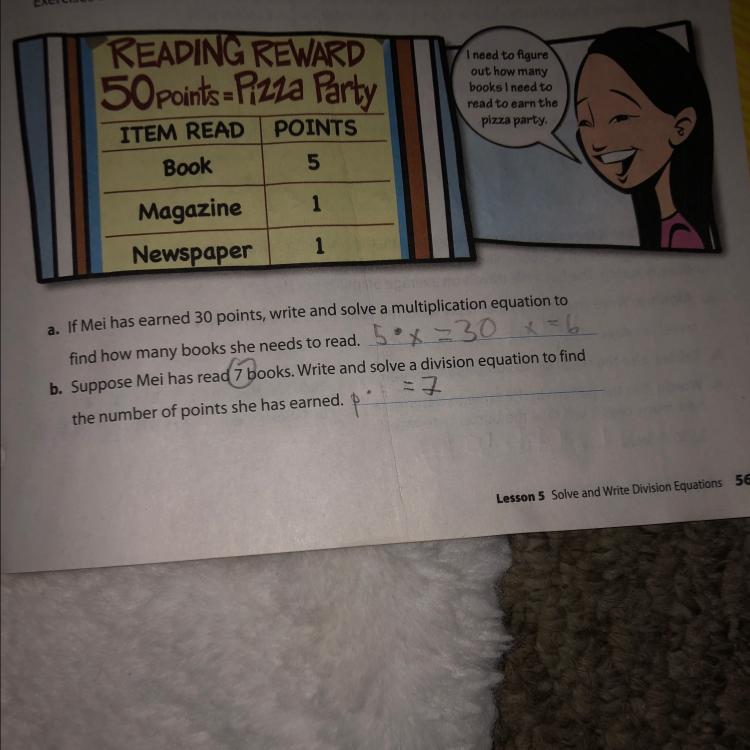 READING REWARD
50 points = Pizza Party
ITEM READ POINTS
Book 5
Magazine 1
Newspaper 1
I need to figure
out how many
books I need to
read to earn the
pizza party.
a. If Mei has earned 30 points, write and solve a multiplication equation to
find how many books she needs to read. 5•x=30 x=6
b. Suppose Mei has read 7 books. Write and solve a division equation to find
the number of points she has earned. p = 7
Lesson 5 Solve and Write Division Equations 56